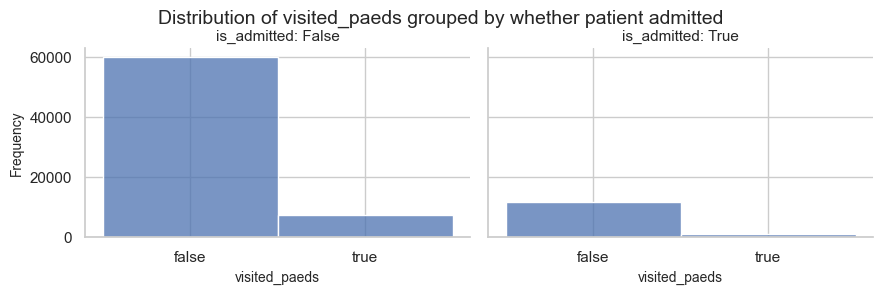 Distribution of visited_paeds grouped by whether patient admitted
is_admitted: False
is_admitted: True
Frequency
60000
40000
20000
0
false
true
visited_paeds
false
true
visited_paeds